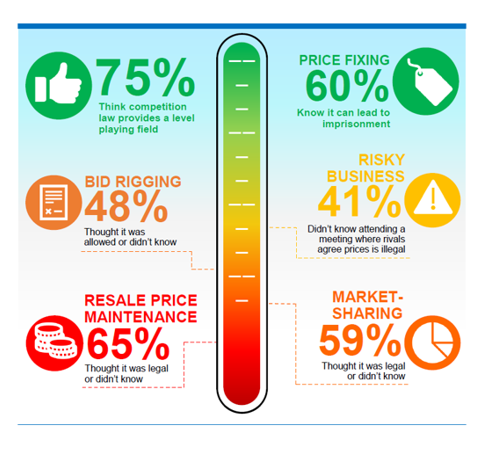 75%
Think competition
law provides a level
playing field
PRICE FIXING
60%
Know it can lead to
imprisonment
BID RIGGING
48%
Thought it was
allowed or didn't know
RISKY
BUSINESS
41%
Didn't know attending a
meeting where rivals
agree prices is illegal
RESALE PRICE
MAINTENANCE
65%
Thought it was legal
or didn't know
MARKET-
SHARING
59%
Thought it was legal
or didn't know